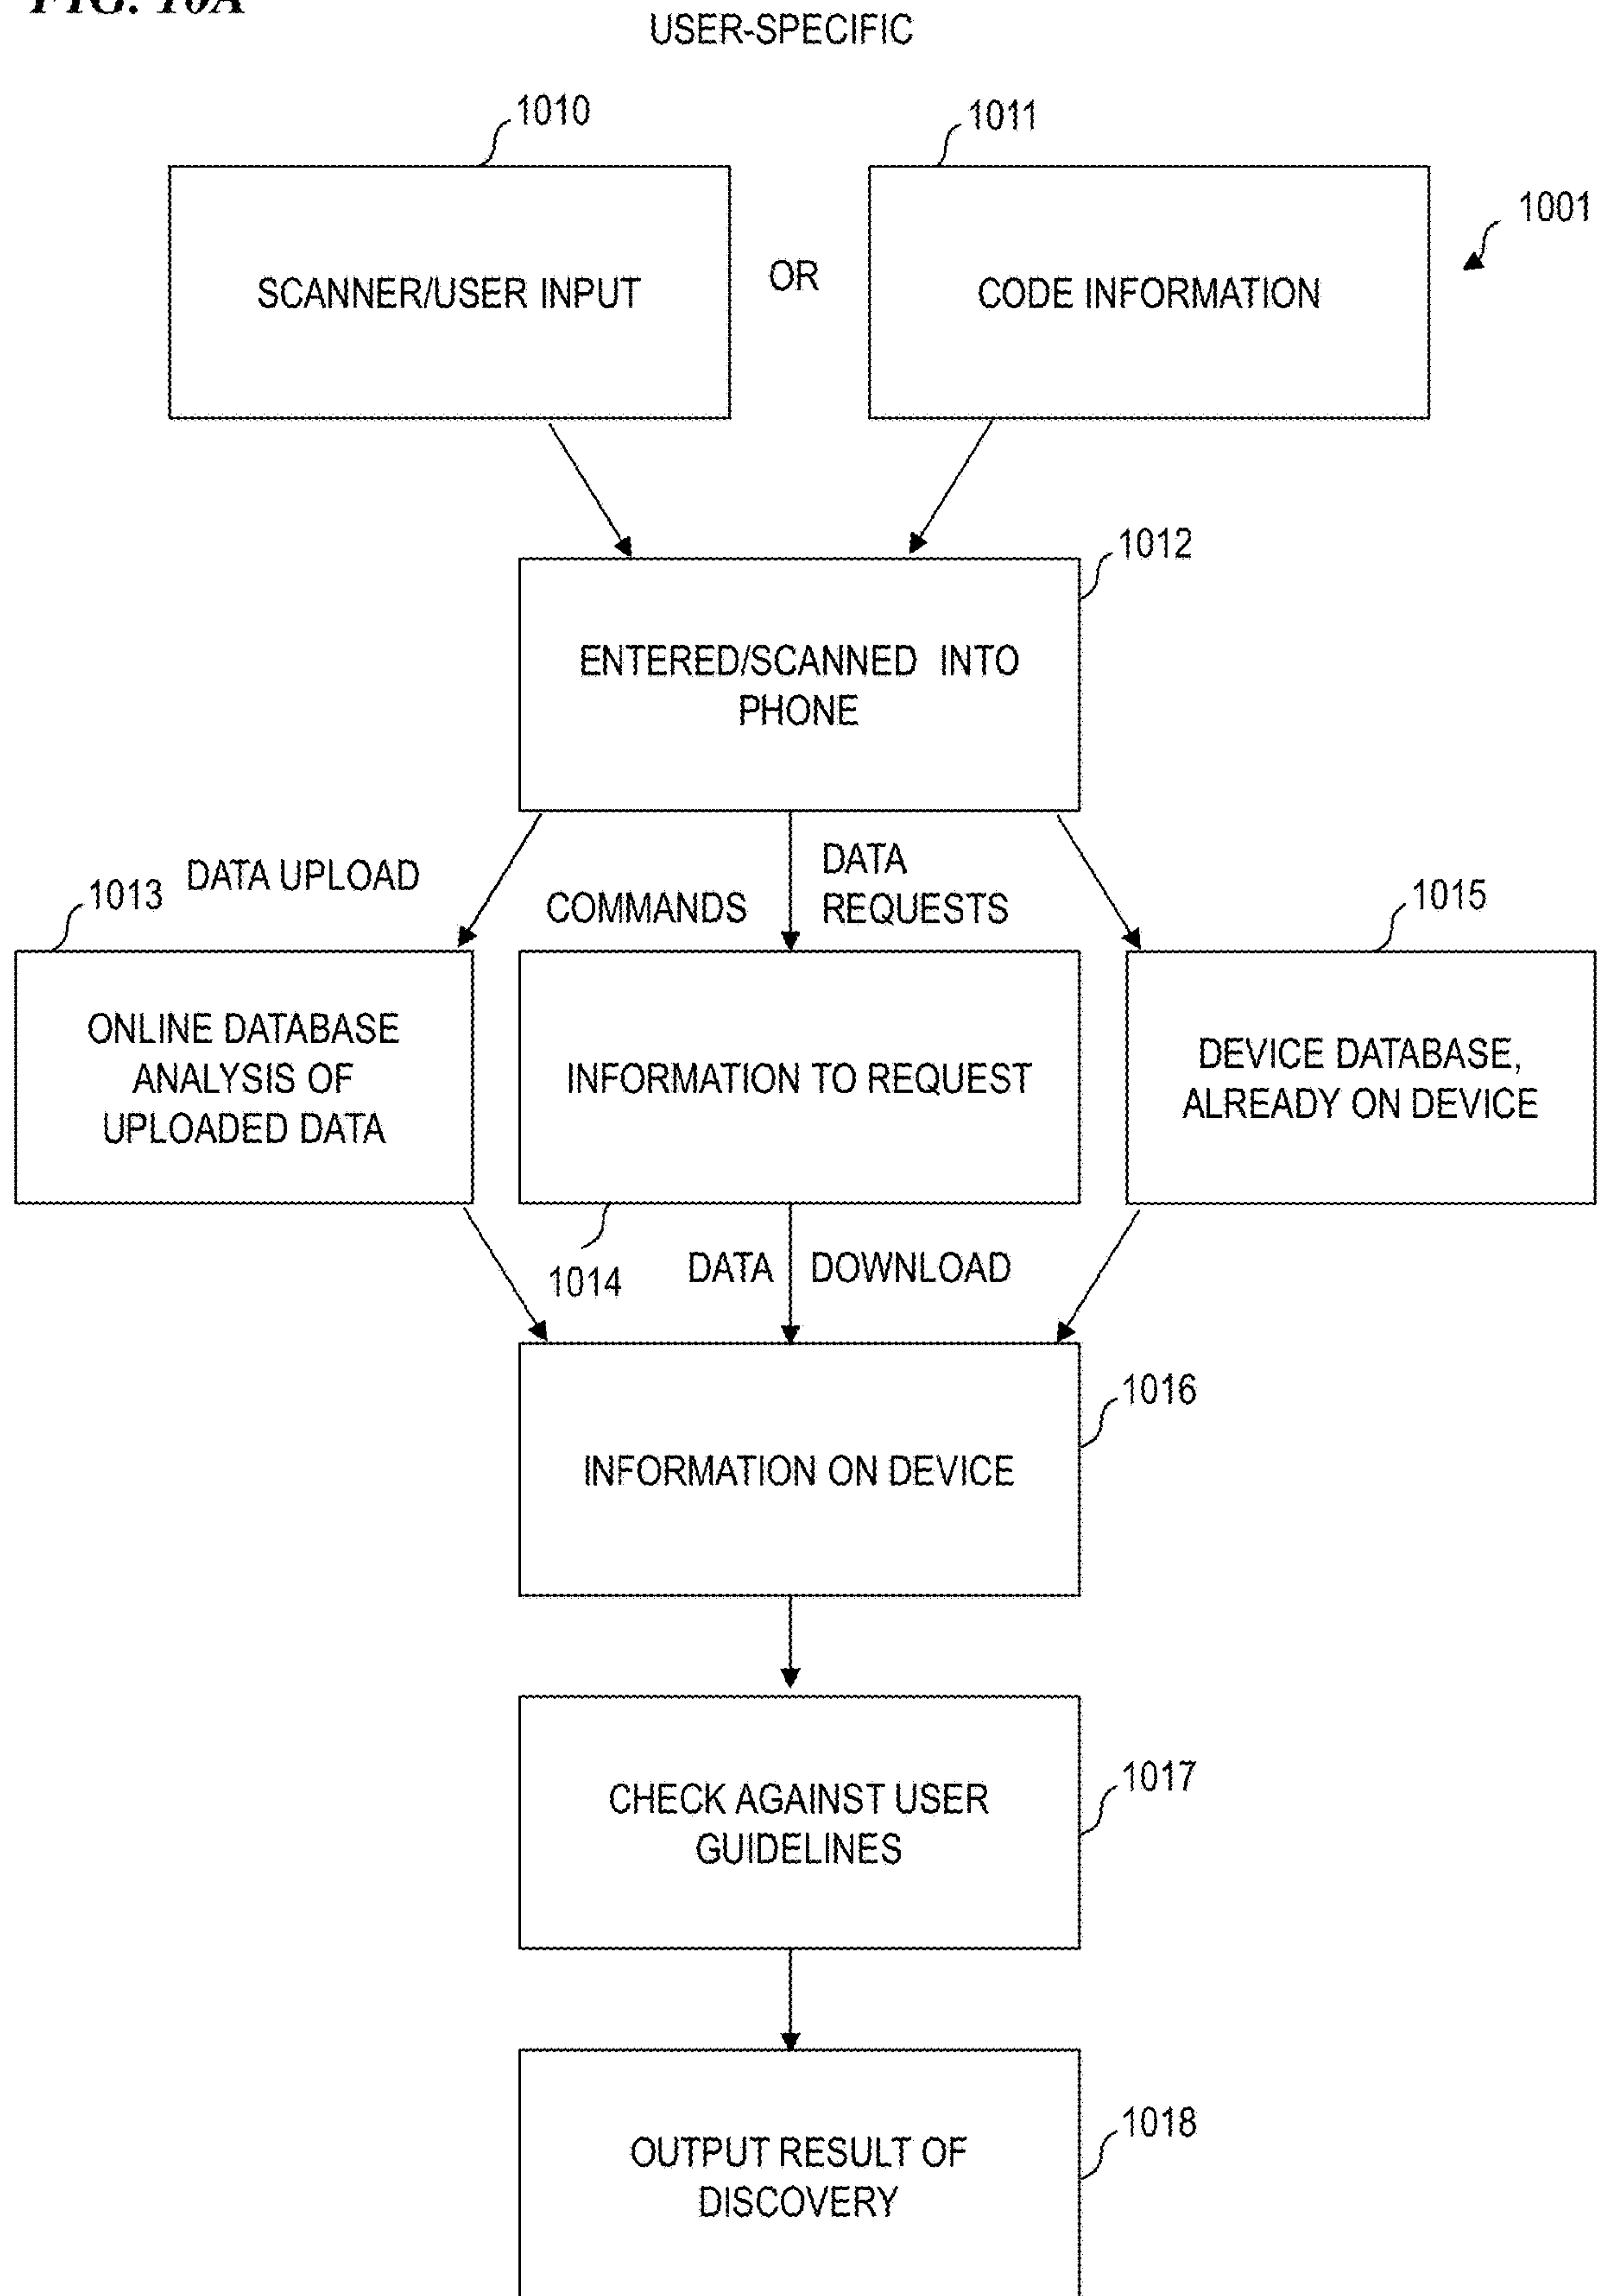 FIG. 10A
USER-SPECIFIC
1010
1011
1001
SCANNER/USER INPUT
OR
CODE INFORMATION
1012
ENTERED/SCANNED INTO
PHONE
DATA UPLOAD
COMMANDS
DATA
REQUESTS
1013
1015
ONLINE DATABASE
ANALYSIS OF
UPLOADED DATA
INFORMATION TO REQUEST
DEVICE DATABASE,
ALREADY ON DEVICE
1014
DATA DOWNLOAD
1016
INFORMATION ON DEVICE
1017
CHECK AGAINST USER
GUIDELINES
1018
OUTPUT RESULT OF
DISCOVERY